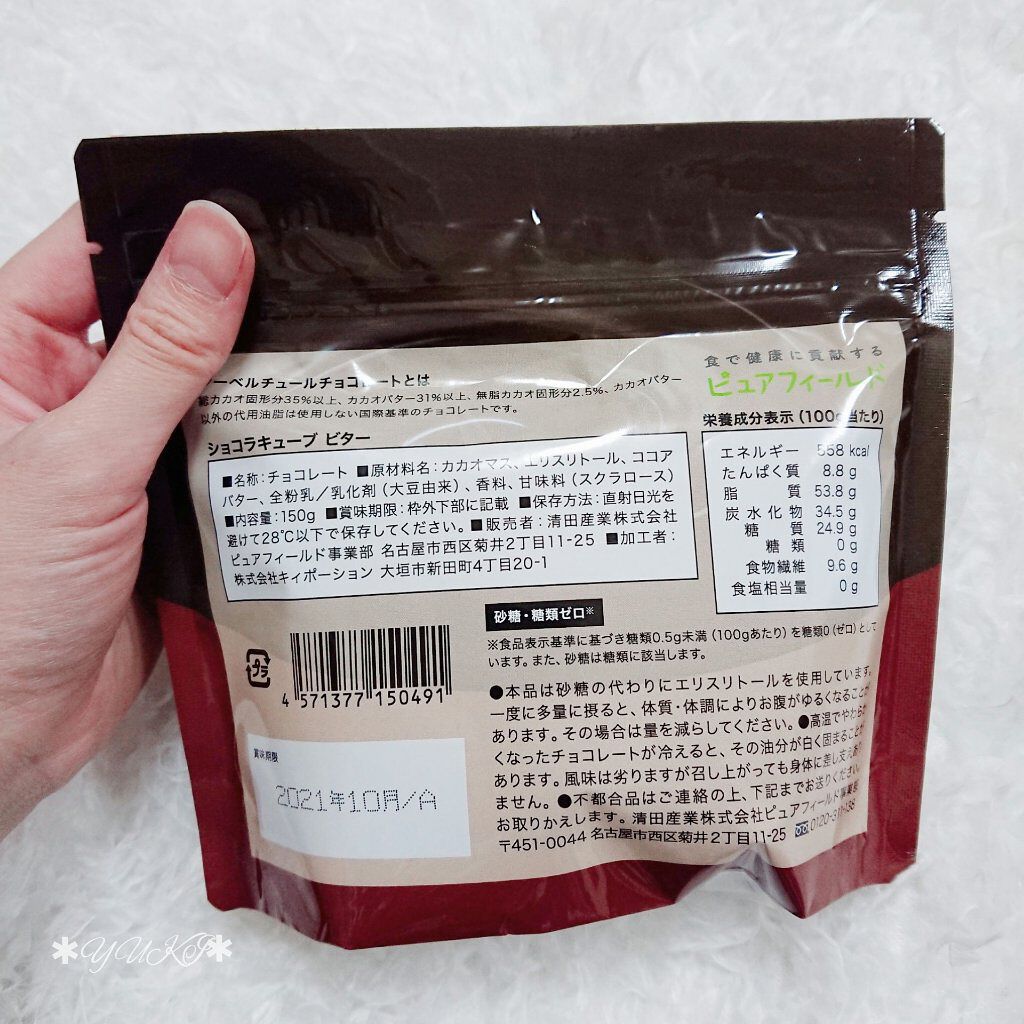 食で健康に貢献する
ピュアフィールド
ーベルチュールチョコレートとは
総カカオ固形分35%以上、カカオバター31%以上、無脂カカオ固形分2.5%、カカオバター
以外の代用油脂は使用しない国際基準のチョコレートです。
ショコラキューブ ビター
■名称：チョコレート ■原材料名：カカオマス、エリスリトール、ココア
バター、全粉乳／乳化剤（大豆由来）、香料、甘味料（スクラロース）
■内容量：150g ■賞味期限：枠外下部に記載 ■保存方法：直射日光を
避けて28℃以下で保存してください。■販売者：清田産業株式会社
ピュアフィールド事業部 名古屋市西区菊井2丁目11-25 ■加工者：
株式会社キィポーション 大垣市新田町4丁目20-1
栄養成分表示（100g当たり）
エネルギー 558 kcal
たんぱく質 8.8 g
脂質 53.8 g
炭水化物 34.5 g
糖質 24.9 g
糖類 0 g
食物繊維 9.6 g
食塩相当量 0 g
砂糖・糖類ゼロ※
※食品表示基準に基づき糖類0.5g未満（100gあたり）を糖類0（ゼロ）として
います。また、砂糖は糖類に該当します。
●本品は砂糖の代わりにエリスリトールを使用しています。
一度に多量に摂ると、体質・体調によりお腹がゆるくなることが
あります。その場合は量を減らしてください。●高温でやわらか
くなったチョコレートが冷えると、その油分が白く固まることが
あります。風味は劣りますが召し上がっても身体に差し支えあり
ません。●不都合品はご連絡の上、下記までお送りください。
お取りかえします。清田産業株式会社ピュアフィールド事業部
〒451-0044 名古屋市西区菊井2丁目11-25
プラ
4 571377 150491
賞味期限
2021年10月/A
*YUKI*